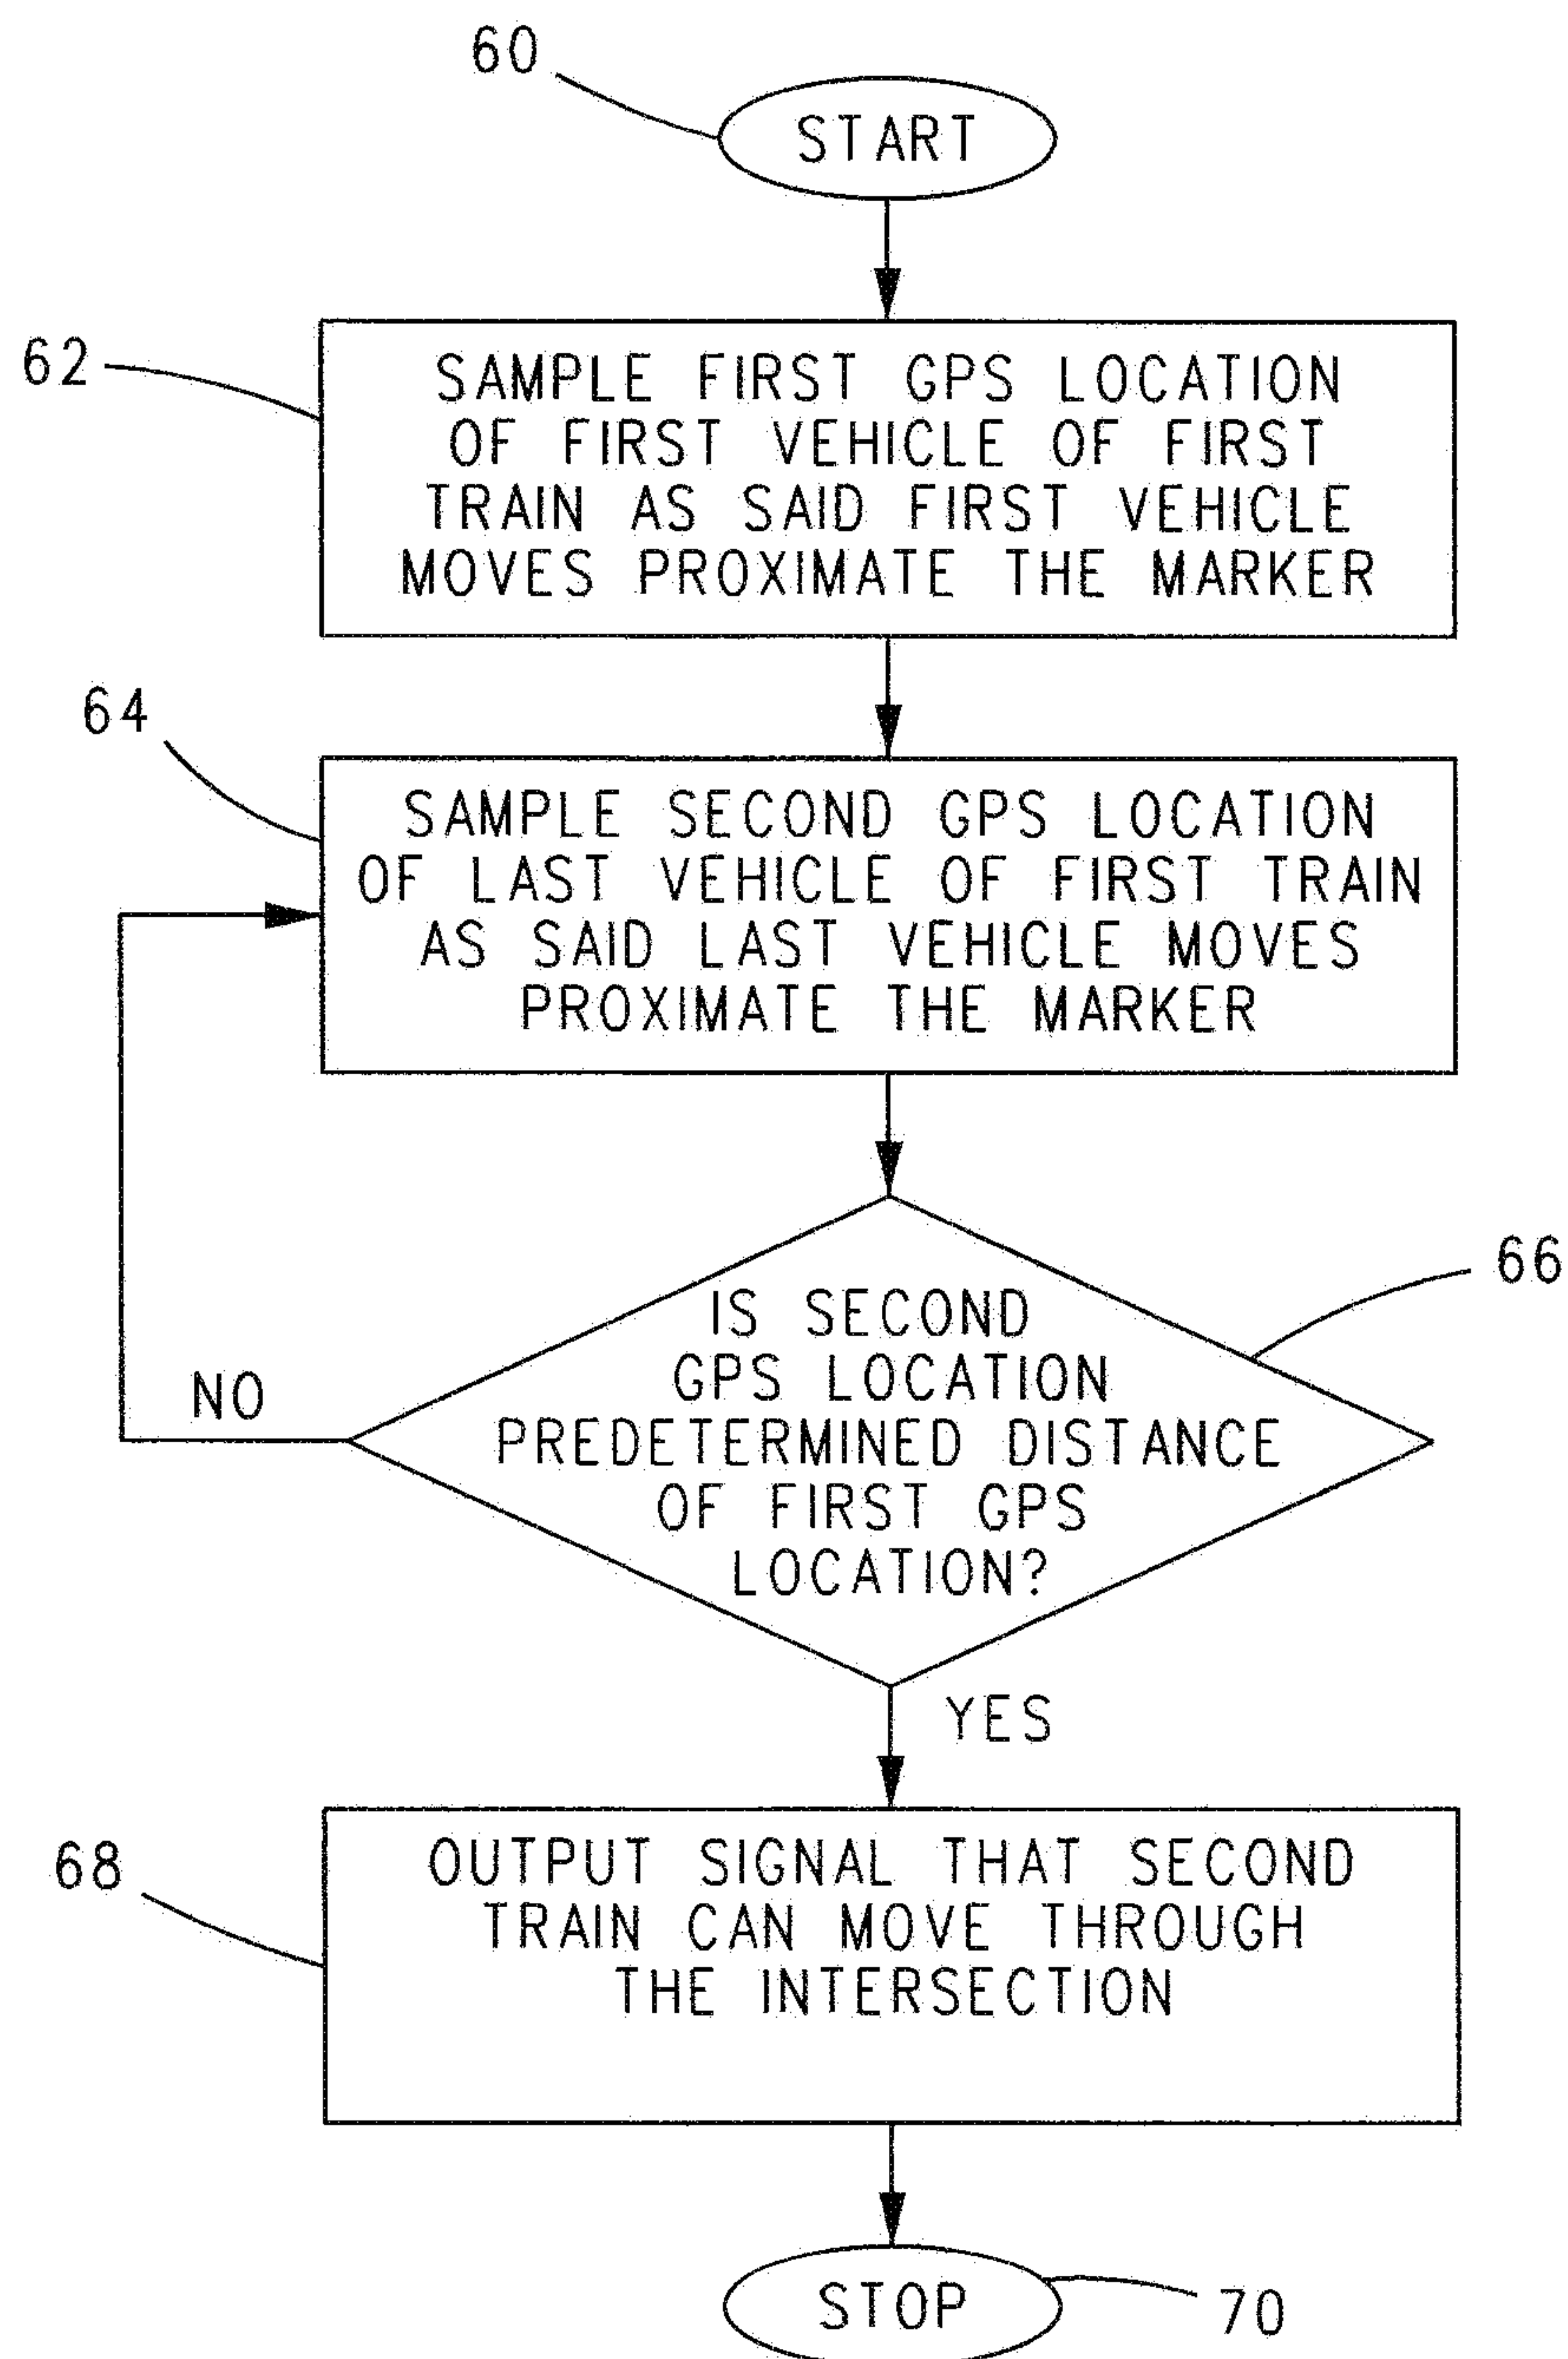 60
START
62
SAMPLE FIRST GPS LOCATION
OF FIRST VEHICLE OF FIRST
TRAIN AS SAID FIRST VEHICLE
MOVES PROXIMATE THE MARKER
64
SAMPLE SECOND GPS LOCATION
OF LAST VEHICLE OF FIRST TRAIN
AS SAID LAST VEHICLE MOVES
PROXIMATE THE MARKER
66
IS SECOND
GPS LOCATION
PREDETERMINED DISTANCE
OF FIRST GPS
LOCATION?
NO
YES
68
OUTPUT SIGNAL THAT SECOND
TRAIN CAN MOVE THROUGH
THE INTERSECTION
STOP
70